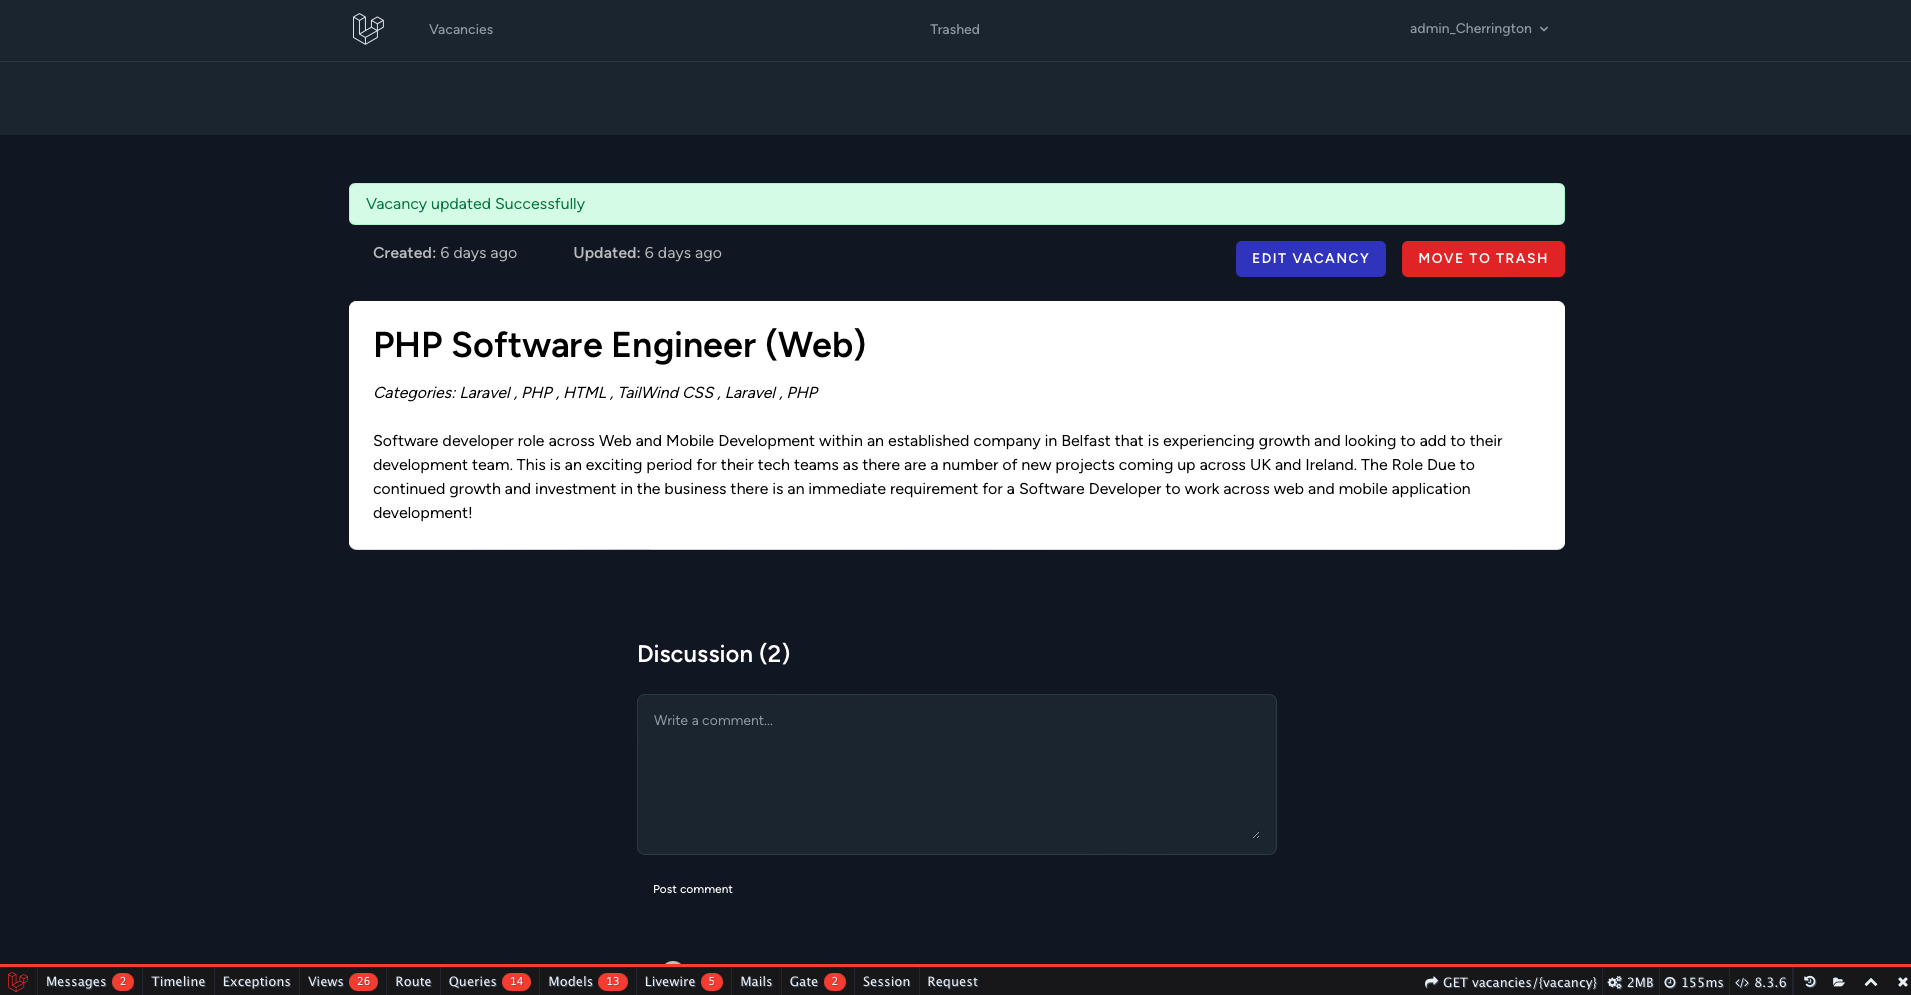 Vacancies Trashed admin_Cherrington
Vacancy updated Successfully
Created: 6 days ago Updated: 6 days ago EDIT VACANCY MOVE TO TRASH
PHP Software Engineer (Web)
Categories: Laravel , PHP , HTML , TailWind CSS , Laravel , PHP
Software developer role across Web and Mobile Development within an established company in Belfast that is experiencing growth and looking to add to their
development team. This is an exciting period for their tech teams as there are a number of new projects coming up across UK and Ireland. The Role Due to
continued growth and investment in the business there is an immediate requirement for a Software Developer to work across web and mobile application
development!
Discussion (2)
Write a comment...
Post comment
Messages 2 Timeline Exceptions Views 26 Route Queries 14 Models 13 Livewire 5 Mails Gate 2 Session Request GET vacancies/{vacancy} 2MB 155ms 8.3.6